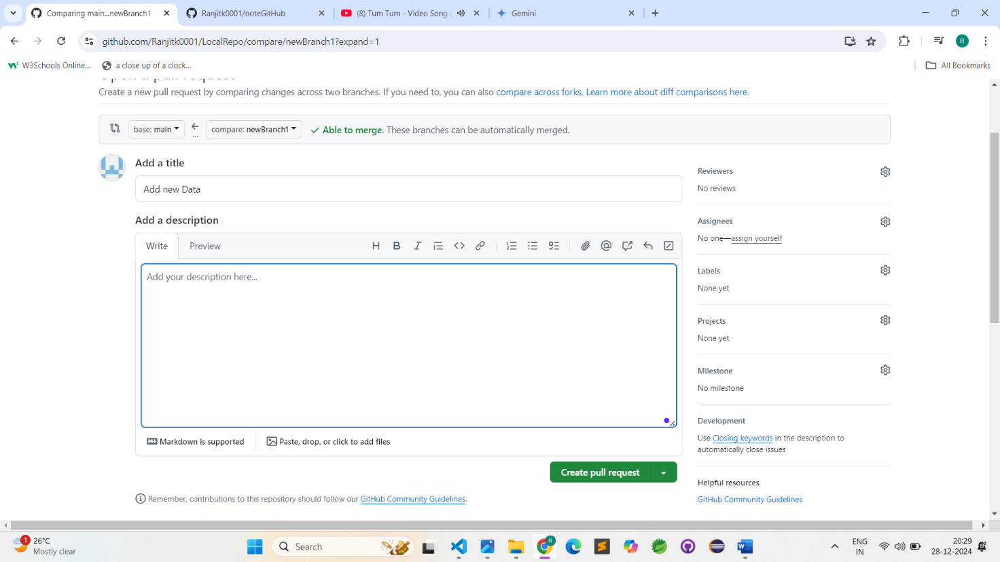 Comparing main...newBranch1 ·
Ranjitk0001/noteGitHub
(8) Tum Tum - Video Song (
Gemini
github.com/Ranjitk0001/LocalRepo/compare/newBranch1?expand=1
R
W3Schools Online...
a close up of a clock...
All Bookmarks
Open a pull request
Create a new pull request by comparing changes across two branches. If you need to, you can also compare across forks. Learn more about diff comparisons here.
base: main
...
compare: newBranch1
Able to merge. These branches can be automatically merged.
Add a title
Add new Data
Add a description
Write
Preview
Add your description here...
Markdown is supported
Paste, drop, or click to add files
Create pull request
Remember, contributions to this repository should follow our GitHub Community Guidelines.
Reviewers
No reviews
Assignees
No one—assign yourself
Labels
None yet
Projects
None yet
Milestone
No milestone
Development
Use Closing keywords in the description to
automatically close issues
Helpful resources
GitHub Community Guidelines
1
26°C
Mostly clear
Search
R
ENG
IN
20:29
28-12-2024